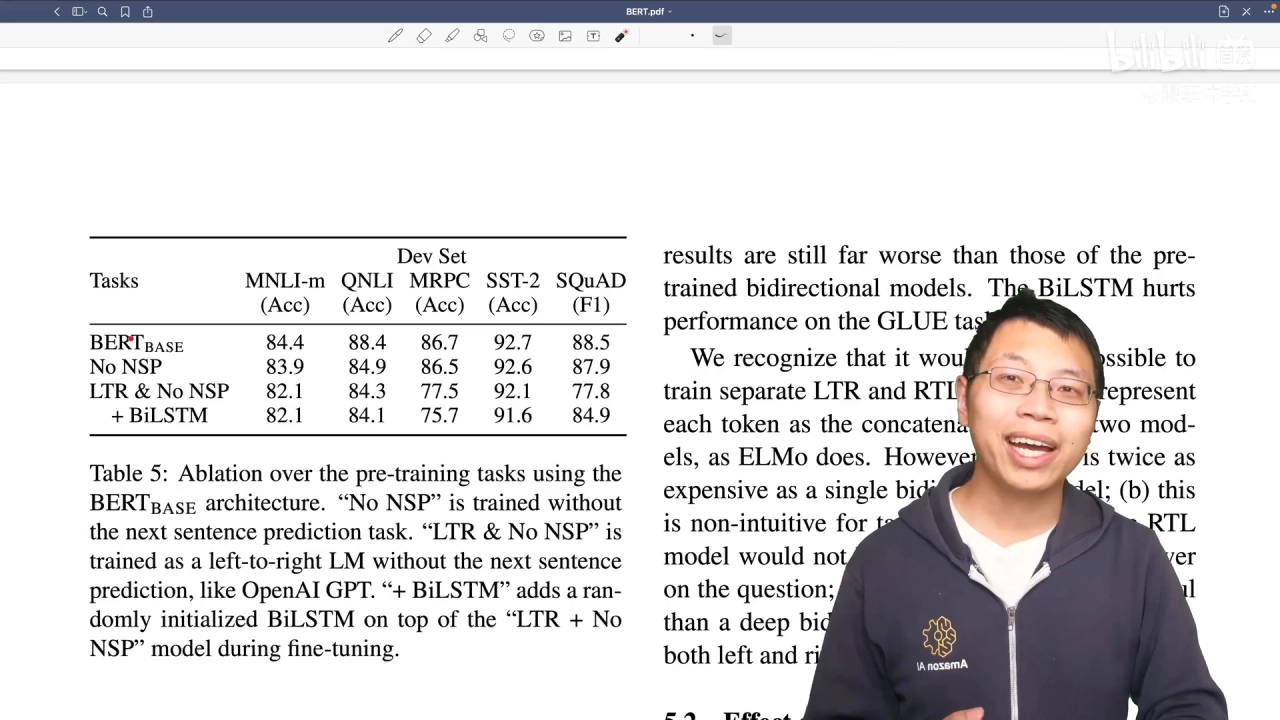 BERT.pdf
bilibili
Dev Set
Tasks MNLI-m QNLI MRPC SST-2 SQuAD
(Acc) (Acc) (Acc) (Acc) (F1)
BERTBASE 84.4 88.4 86.7 92.7 88.5
No NSP 83.9 84.9 86.5 92.6 87.9
LTR & No NSP 82.1 84.3 77.5 92.1 77.8
+ BiLSTM 82.1 84.1 75.7 91.6 84.9
Table 5: Ablation over the pre-training tasks using the
BERTBASE architecture. “No NSP” is trained without
the next sentence prediction task. “LTR & No NSP” is
trained as a left-to-right LM without the next sentence
prediction, like OpenAI GPT. “+ BiLSTM” adds a ran-
domly initialized BiLSTM on top of the “LTR + No
NSP” model during fine-tuning.
results are still far worse than those of the pre-
trained bidirectional models. The BiLSTM hurts
performance on the GLUE
We recognize that it ossible to
train separate LTR and RTL represent
each token as the two mod-
els, as ELMo does. However is twice as
expensive as a single (b) this
is non-intuitive for RTL
model would not
on the question;
than a deep
both left and
5.2
Amazon AI